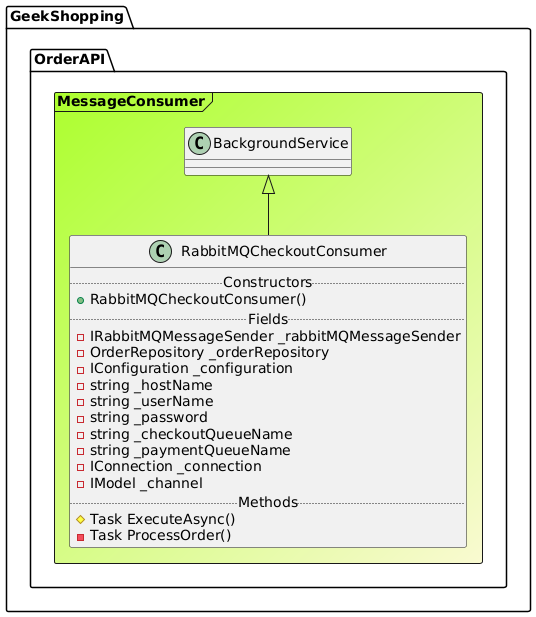 GeekShopping
OrderAPI
MessageConsumer
C BackgroundService
C RabbitMQCheckoutConsumer
Constructors
RabbitMQCheckoutConsumer()
Fields
IRabbitMQMessageSender _rabbitMQMessageSender
OrderRepository _orderRepository
IConfiguration _configuration
string _hostName
string _userName
string _password
string _checkoutQueueName
string _paymentQueueName
IConnection _connection
IModel _channel
Methods
Task ExecuteAsync()
Task ProcessOrder()